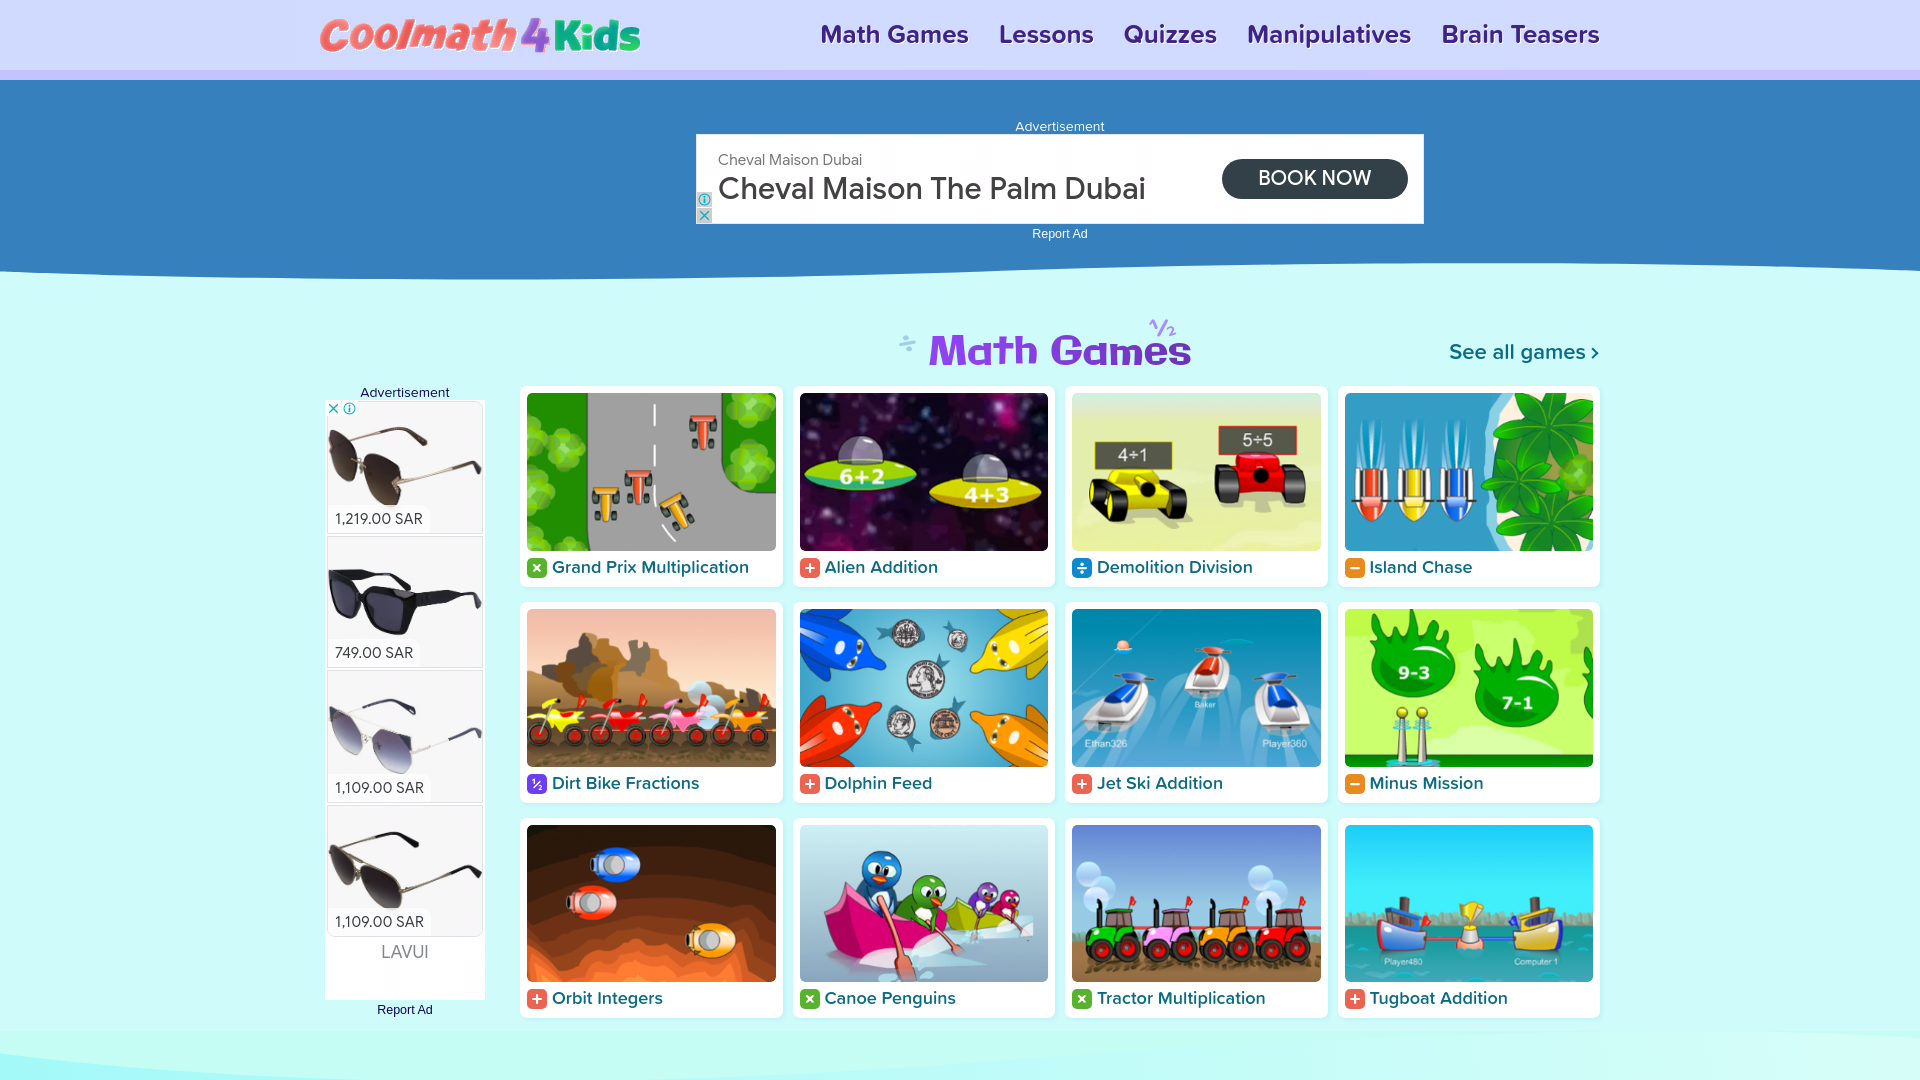 Coolmath4Kids
Math Games Lessons Quizzes Manipulatives Brain Teasers
Advertisement
Cheval Maison Dubai
Cheval Maison The Palm Dubai
BOOK NOW
Report Ad
÷ Math Games ½
See all games ›
Advertisement
1,219.00 SAR
749.00 SAR
1,109.00 SAR
1,109.00 SAR
LAVUI
Report Ad
6+2
4+3
4÷1
5÷5
× Grand Prix Multiplication
+ Alien Addition
÷ Demolition Division
− Island Chase
Baker
Ethan326
Player360
9-3
7-1
½ Dirt Bike Fractions
+ Dolphin Feed
+ Jet Ski Addition
− Minus Mission
Player480
Computer 1
+ Orbit Integers
× Canoe Penguins
× Tractor Multiplication
+ Tugboat Addition